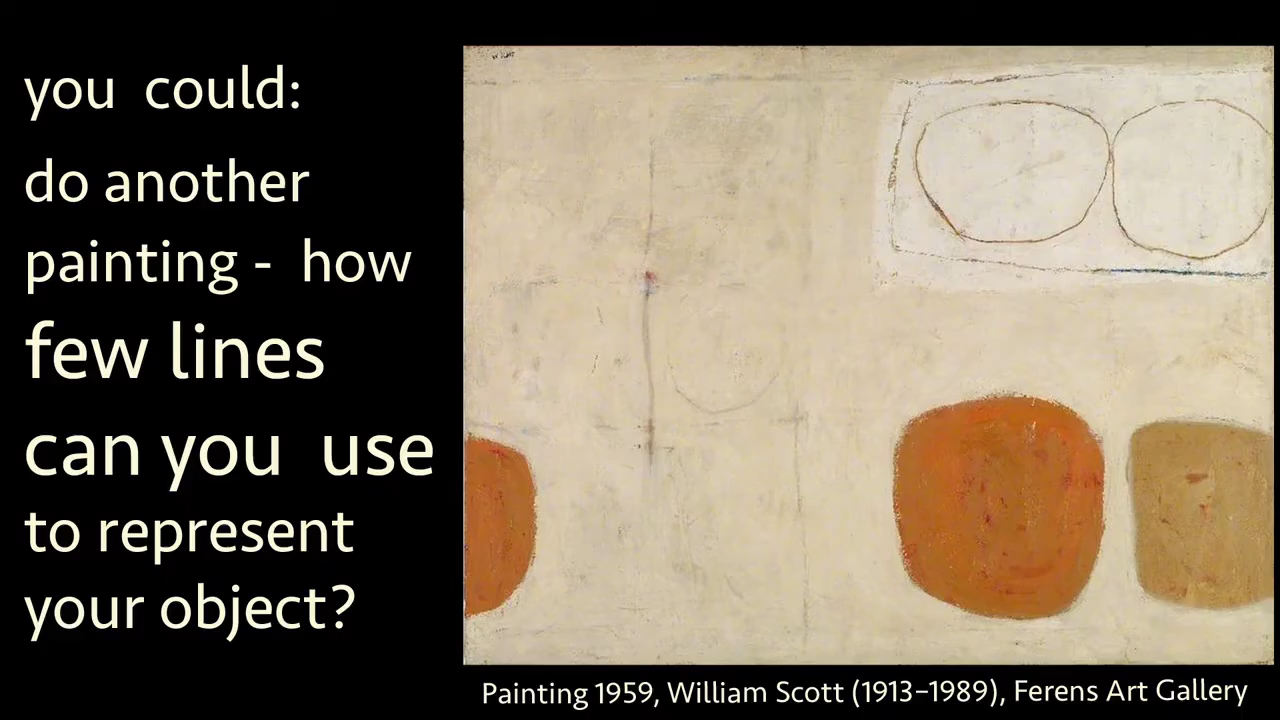 you could:
do another
painting - how
few lines
can you use
to represent
your object?
Painting 1959, William Scott (1913–1989), Ferens Art Gallery